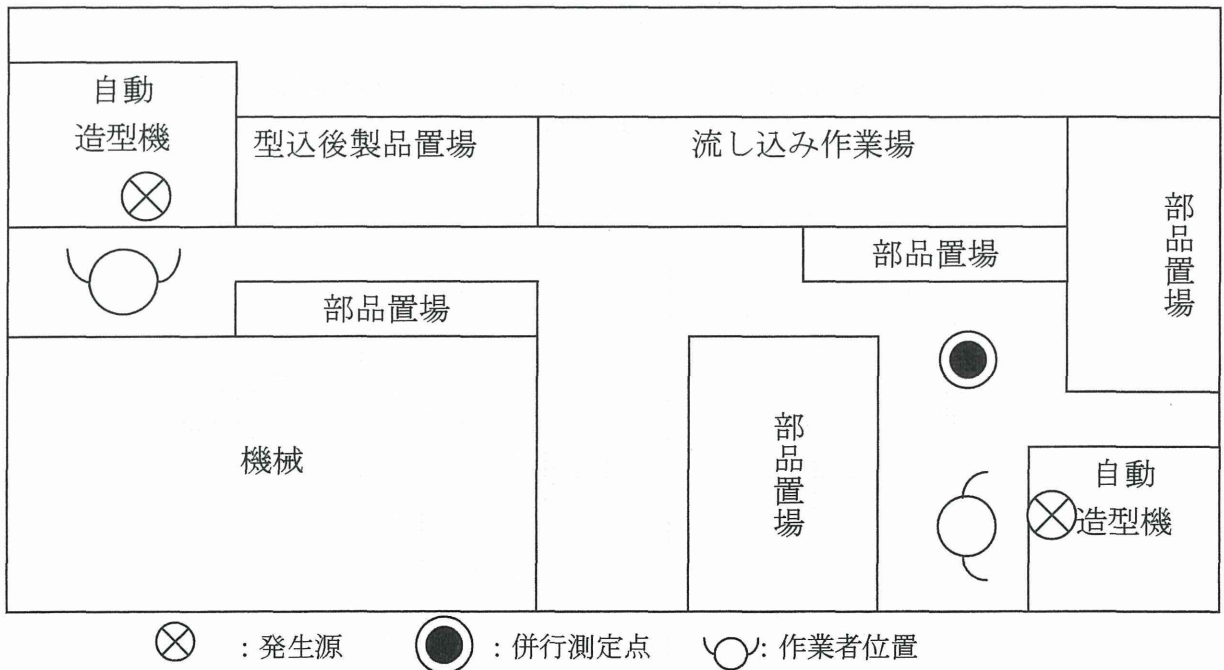 自動
造型機
型込後製品置場
流し込み作業場
部品置場
部品置場
部品置場
機械
部品置場
自動
造型機
:発生源
:併行測定点
:作業者位置